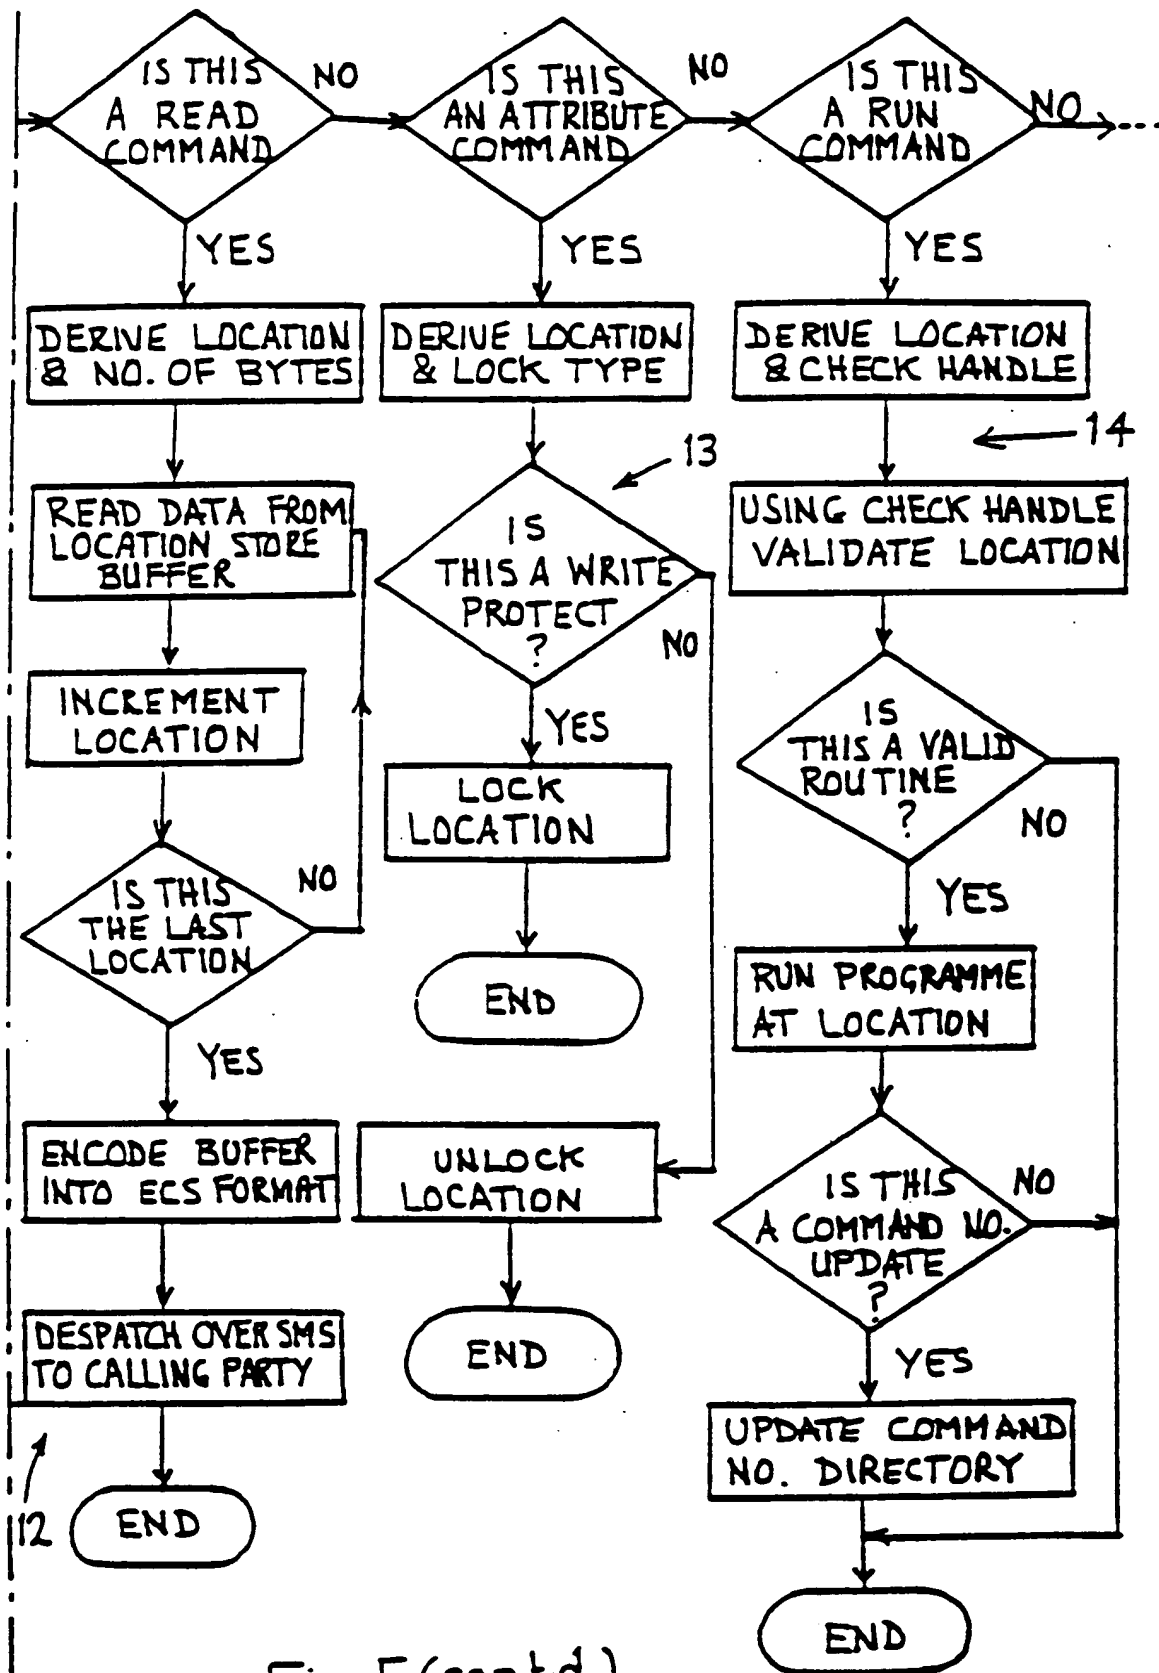 IS THIS
A READ
COMMAND
NO
YES
DERIVE LOCATION
& NO. OF BYTES
READ DATA FROM
LOCATION STORE
BUFFER
INCREMENT
LOCATION
IS THIS
THE LAST
LOCATION
NO
YES
ENCODE BUFFER
INTO ECS FORMAT
DESPATCH OVER SMS
TO CALLING PARTY
12
END
IS THIS
AN ATTRIBUTE
COMMAND
NO
YES
DERIVE LOCATION
& LOCK TYPE
13
IS
THIS A WRITE
PROTECT
?
NO
YES
LOCK
LOCATION
END
UNLOCK
LOCATION
END
IS THIS
A RUN
COMMAND
NO
YES
DERIVE LOCATION
& CHECK HANDLE
14
USING CHECK HANDLE
VALIDATE LOCATION
IS
THIS A VALID
ROUTINE
?
NO
YES
RUN PROGRAMME
AT LOCATION
IS THIS
A COMMAND NO.
UPDATE
?
NO
YES
UPDATE COMMAND
NO. DIRECTORY
END
Fig. 5 (cont'd)